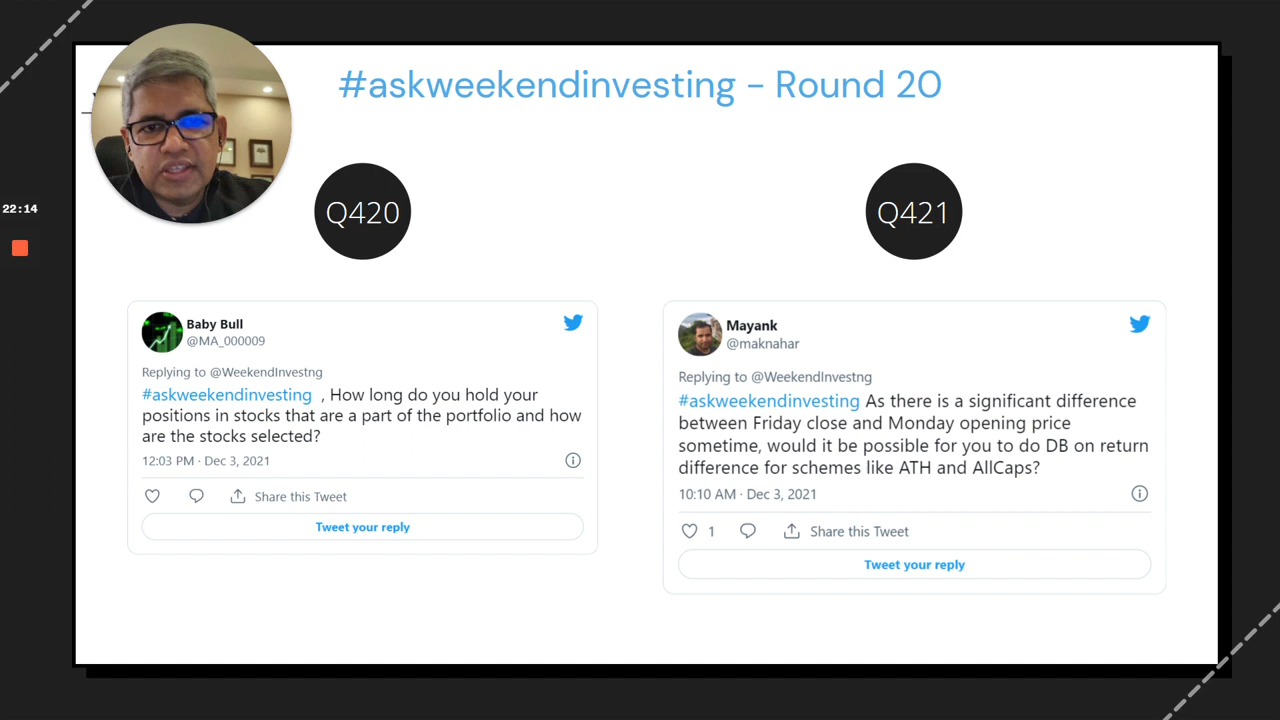 #askweekendinvesting - Round 20
22:14
Q420
Baby Bull
@MA_000009
Replying to @WeekendInvestng
#askweekendinvesting , How long do you hold your
positions in stocks that are a part of the portfolio and how
are the stocks selected?
12:03 PM · Dec 3, 2021
Share this Tweet
Tweet your reply
Q421
Mayank
@maknahar
Replying to @WeekendInvestng
#askweekendinvesting As there is a significant difference
between Friday close and Monday opening price
sometime, would it be possible for you to do DB on return
difference for schemes like ATH and AllCaps?
10:10 AM · Dec 3, 2021
1
Share this Tweet
Tweet your reply